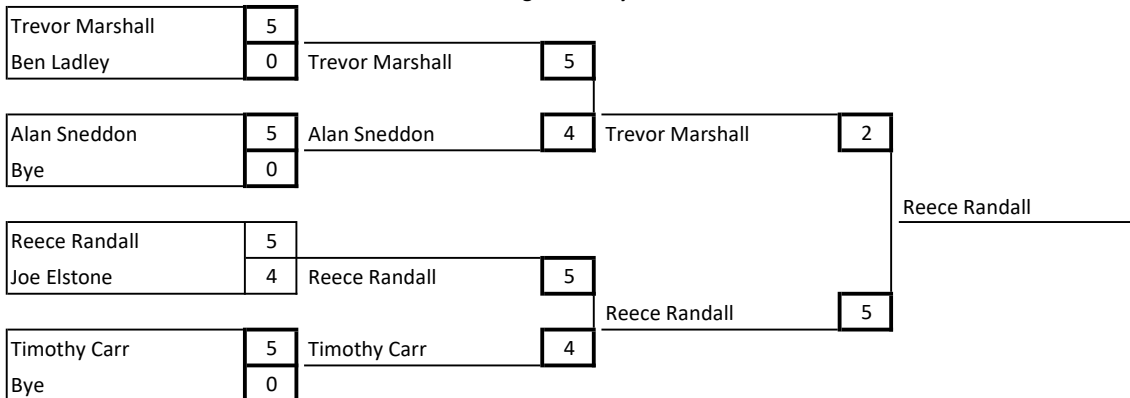 Trevor Marshall 5
Ben Ladley 0 Trevor Marshall 5
Alan Sneddon 5 Alan Sneddon 4 Trevor Marshall 2
Bye 0
Reece Randall
Reece Randall 5
Joe Elstone 4 Reece Randall 5
Reece Randall 5
Timothy Carr 5 Timothy Carr 4
Bye 0